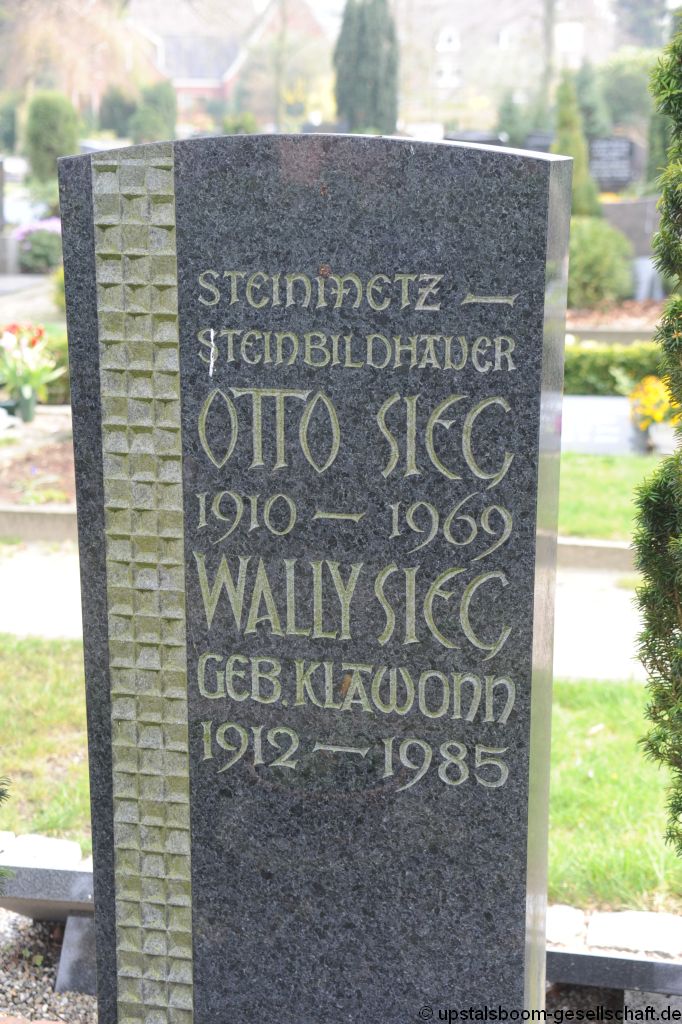 STEINMETZ —
STEINBILDHAUER
OTTO SIEG
1910 — 1969
WALLY SIEG
GEB. KLAWONN
1912 — 1985
© upstalsboom-gesellschaft.de